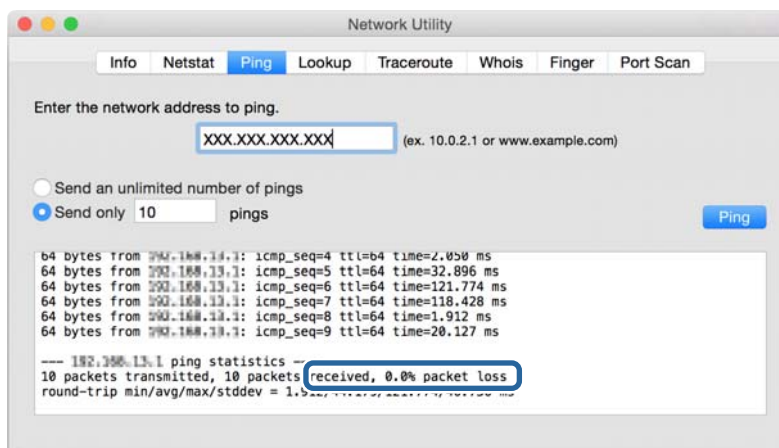 Network Utility
Info Netstat Ping Lookup Traceroute Whois Finger Port Scan
Enter the network address to ping.
XXX.XXX.XXX.XXX (ex. 10.0.2.1 or www.example.com)
Send an unlimited number of pings
Send only 10 pings
Ping
64 bytes from icmp_seq=4 ttl=64 time=2.050 ms
64 bytes from icmp_seq=5 ttl=64 time=32.896 ms
64 bytes from icmp_seq=6 ttl=64 time=121.774 ms
64 bytes from icmp_seq=7 ttl=64 time=118.428 ms
64 bytes from icmp_seq=8 ttl=64 time=1.912 ms
64 bytes from icmp_seq=9 ttl=64 time=20.127 ms
--- ping statistics --
10 packets transmitted, 10 packets received, 0.0% packet loss
round-trip min/avg/max/stddev =